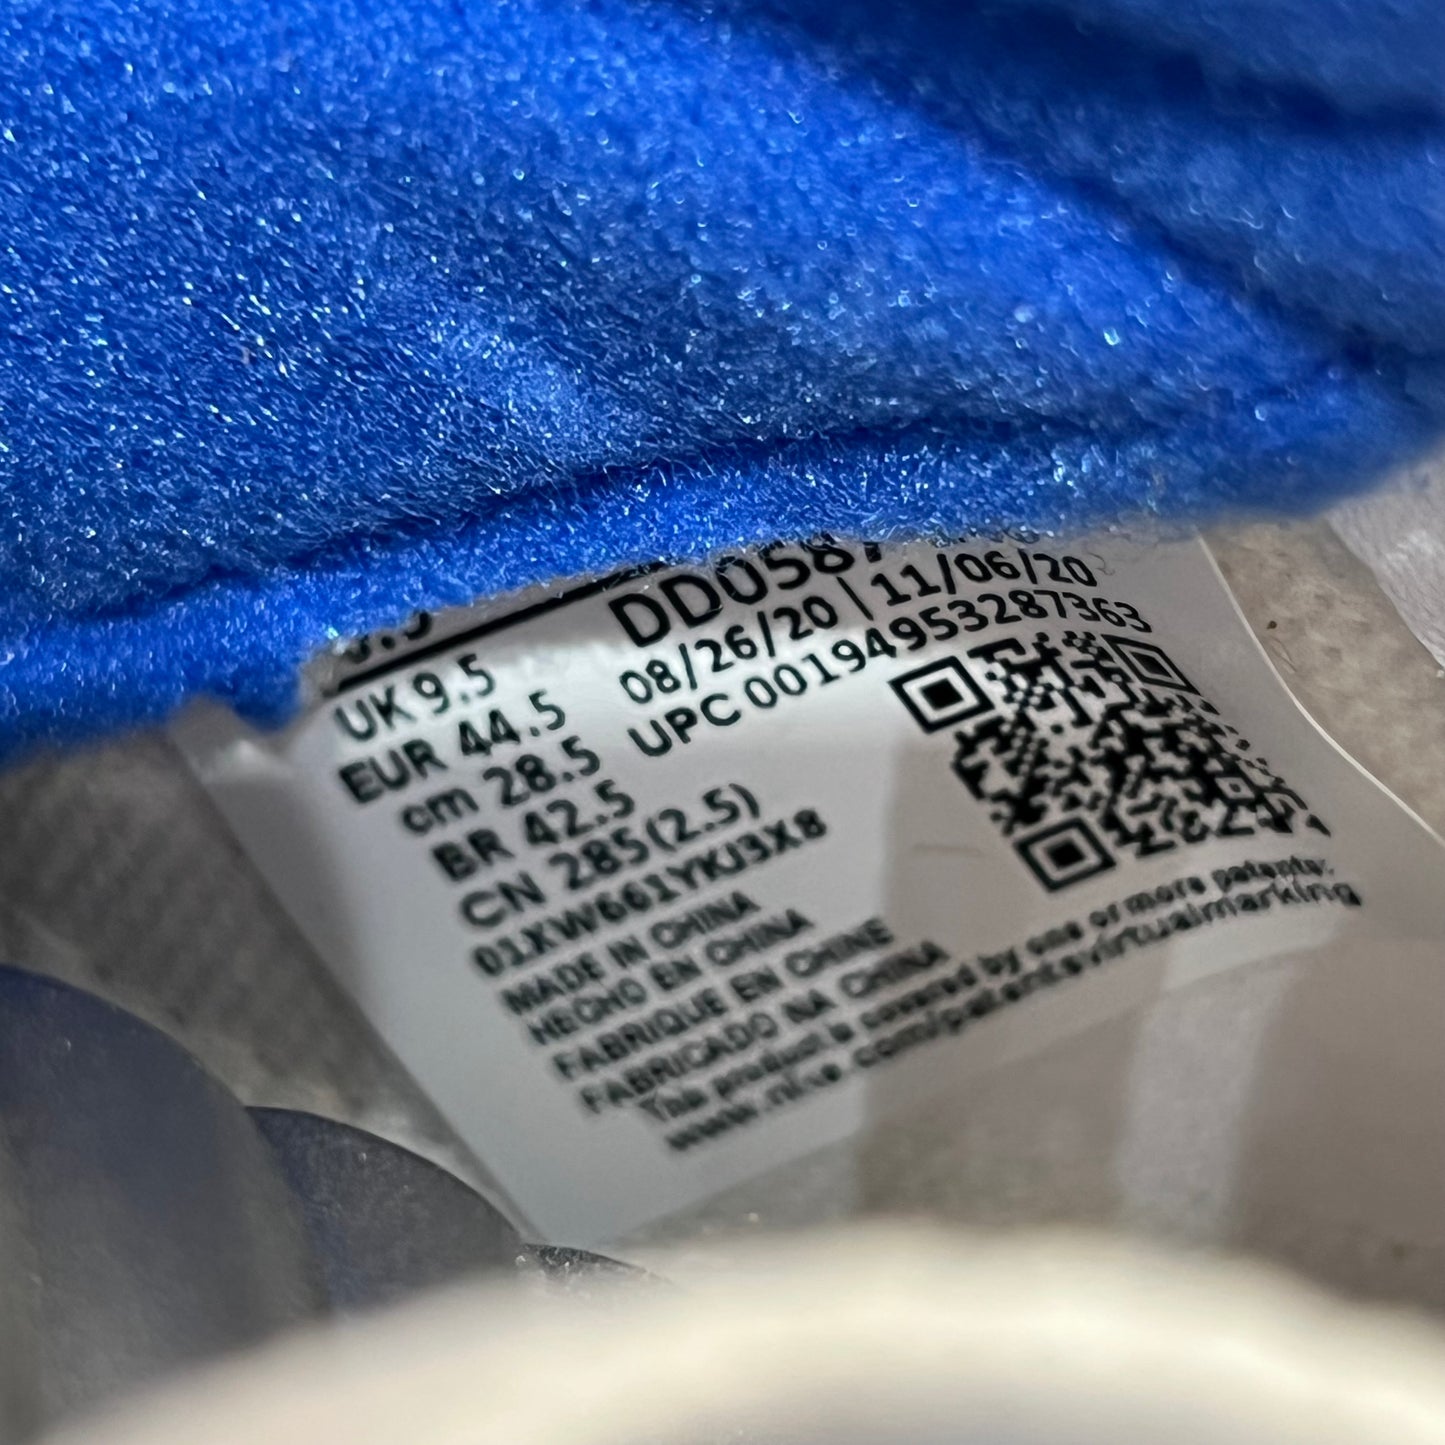 UK 9.5
EUR 44.5
cm 28.5
BR 42.5
CN 285(2.5)
01XW661YKJ3X8
MADE IN CHINA
HECHO EN CHINA
FABRIQUE EN CHINE
FABRICADO NA CHINA
This product is covered by one or more patents.
www.nike.com/patentsvirtualmarking
DD0587
08/26/20 | 11/06/20
UPC 00194953287363